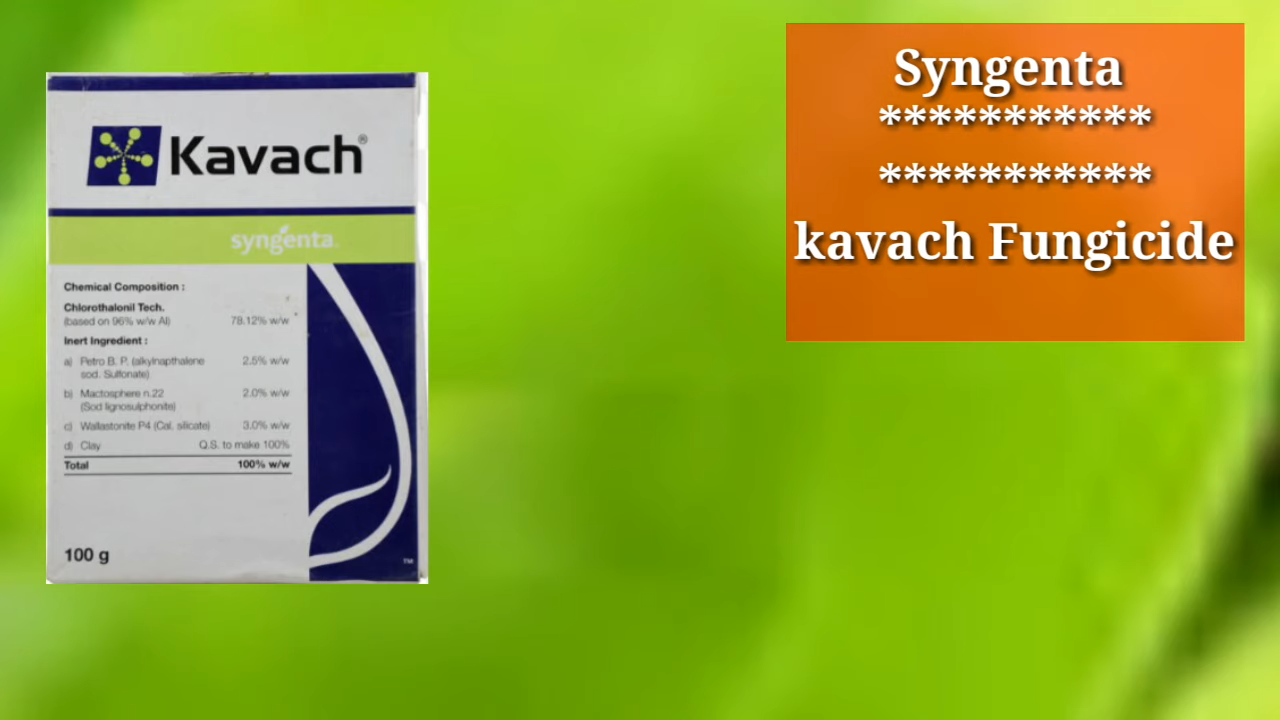 Kavach®
syngenta
Chemical Composition :
Chlorothalonil Tech.
(based on 96% w/w AI) 78.12% w/w
Inert Ingredient :
a) Petro B. P. (alkylnapthalene 2.5% w/w
sod. Sulfonate)
b) Mactosphere n.22 2.0% w/w
(Sod lignosulphonite)
c) Wallastonite P4 (Cal. silicate) 3.0% w/w
d) Clay Q.S. to make 100%
Total 100% w/w
100 g
TM
Syngenta
***********
***********
kavach Fungicide